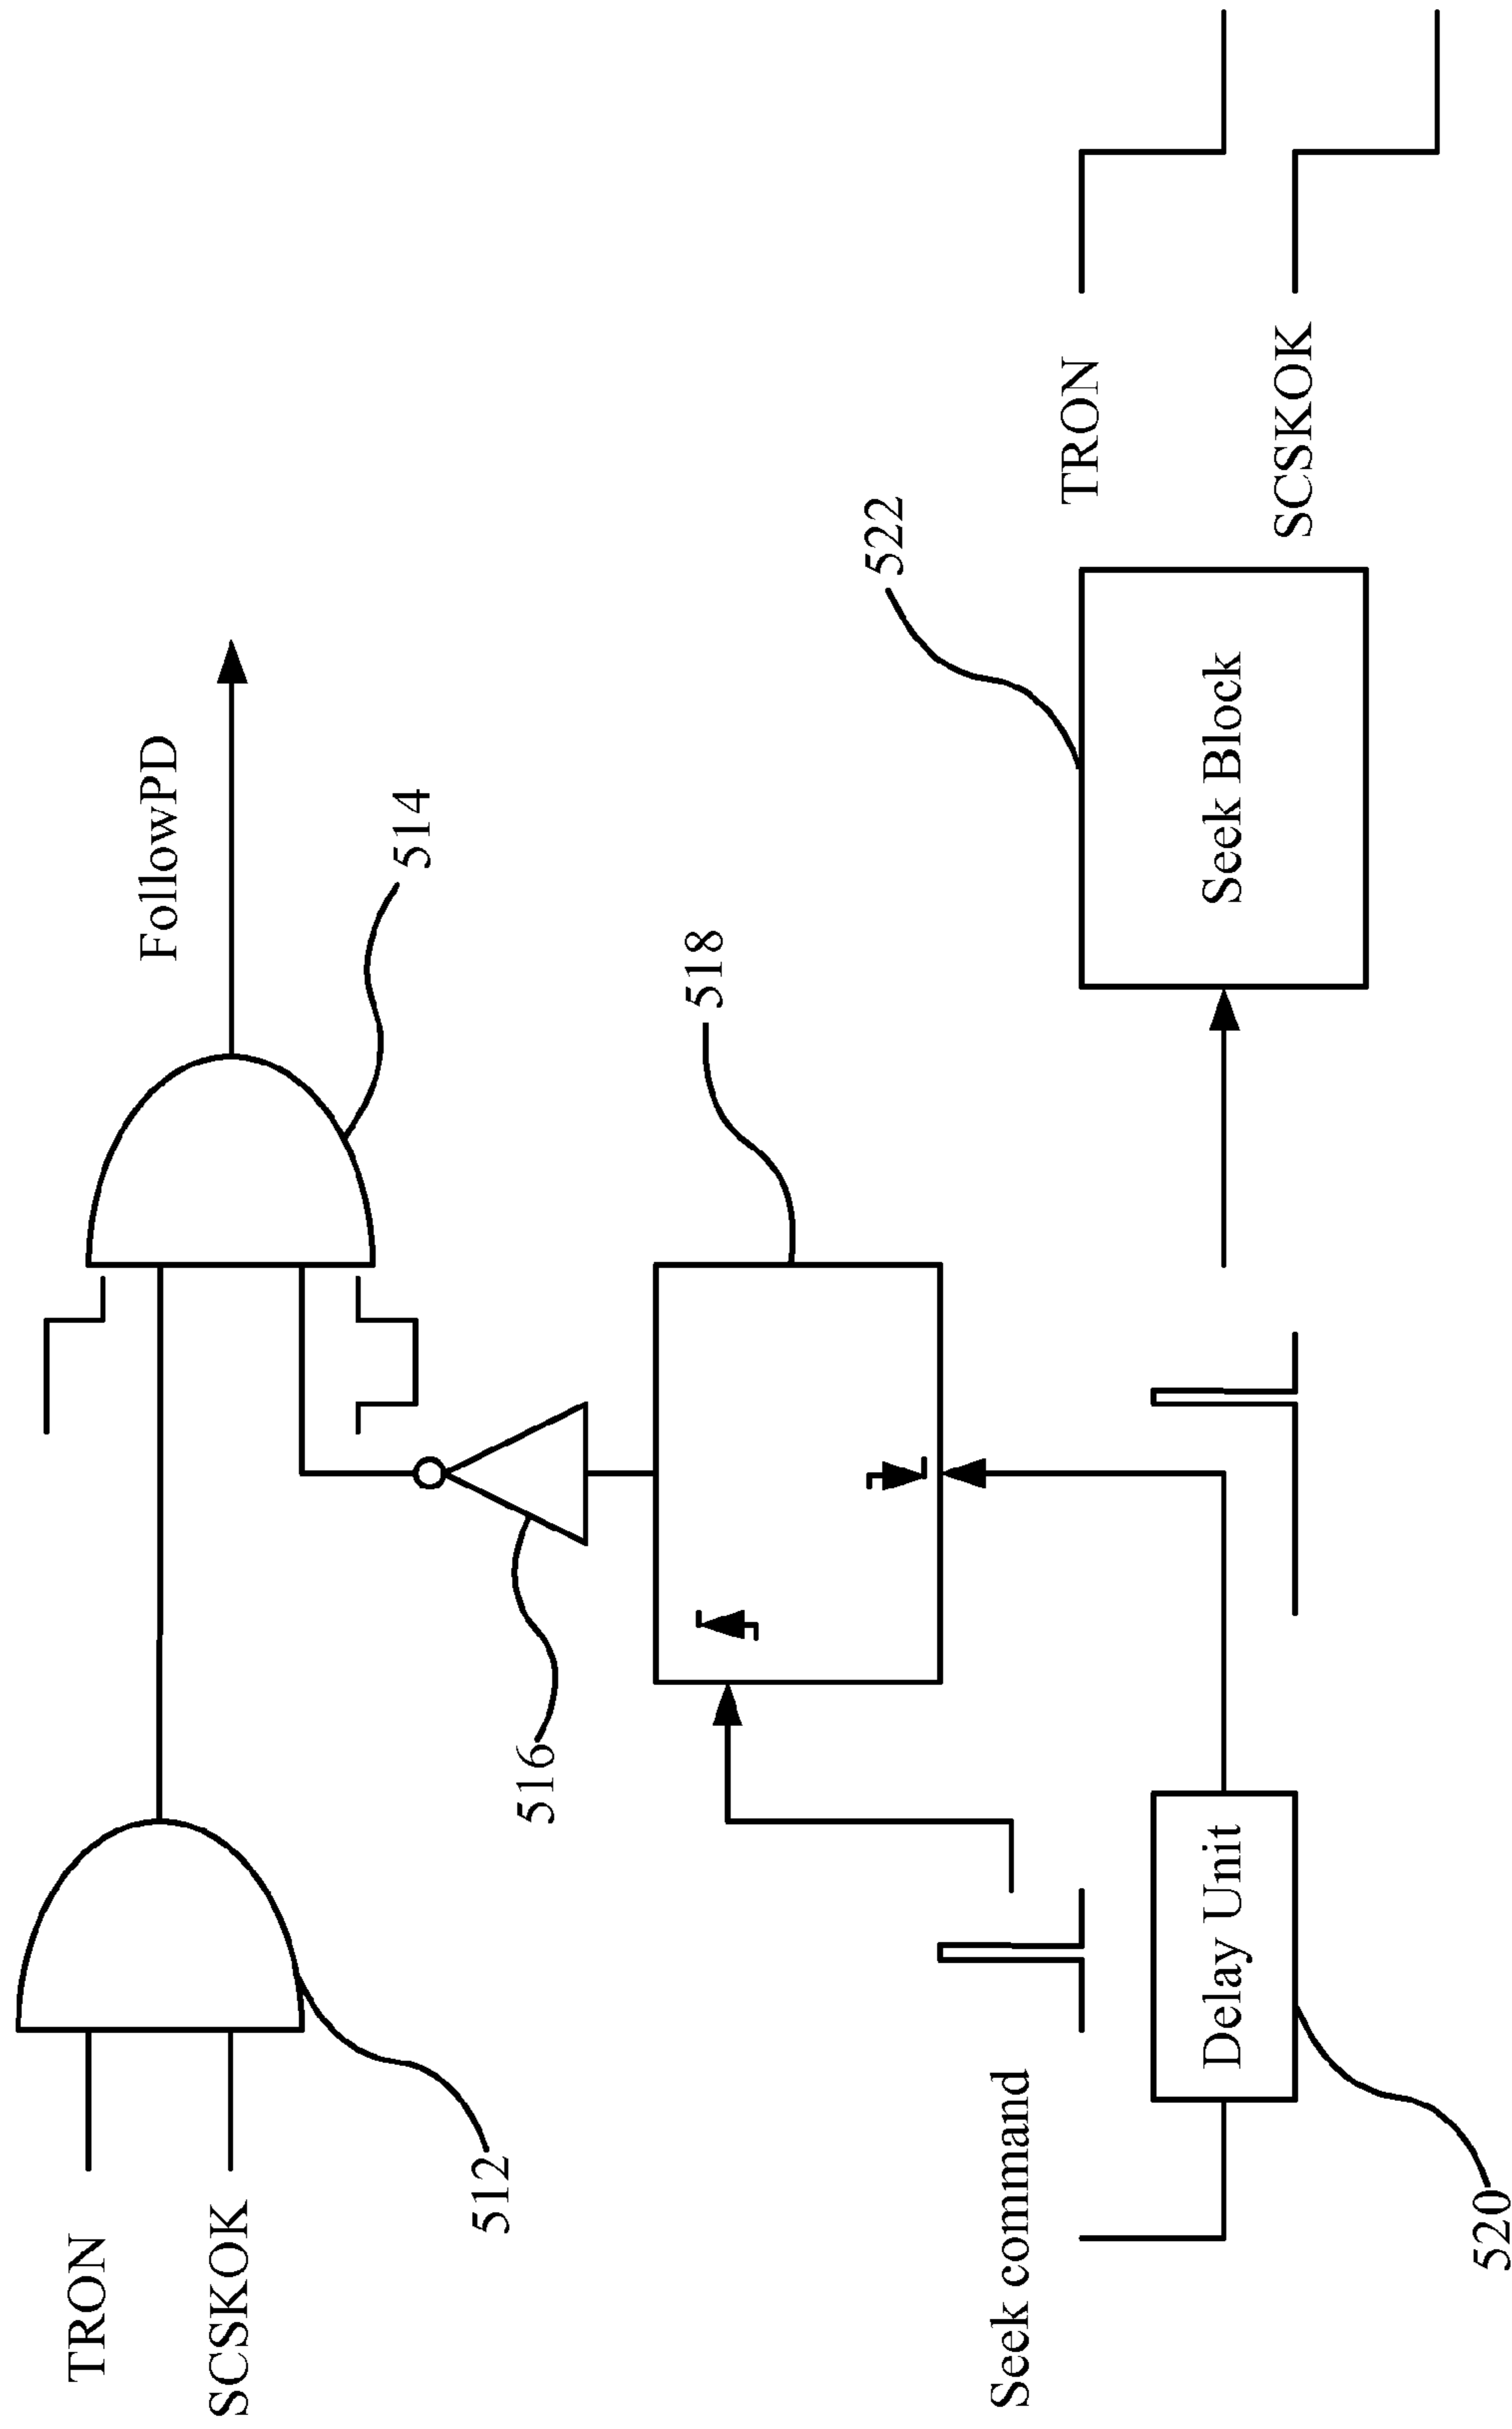 TRON
SCSKOK
512
FollowPD
514
516
518
Seek command
Delay Unit
520
522
Seek Block
TRON
SCSKOK